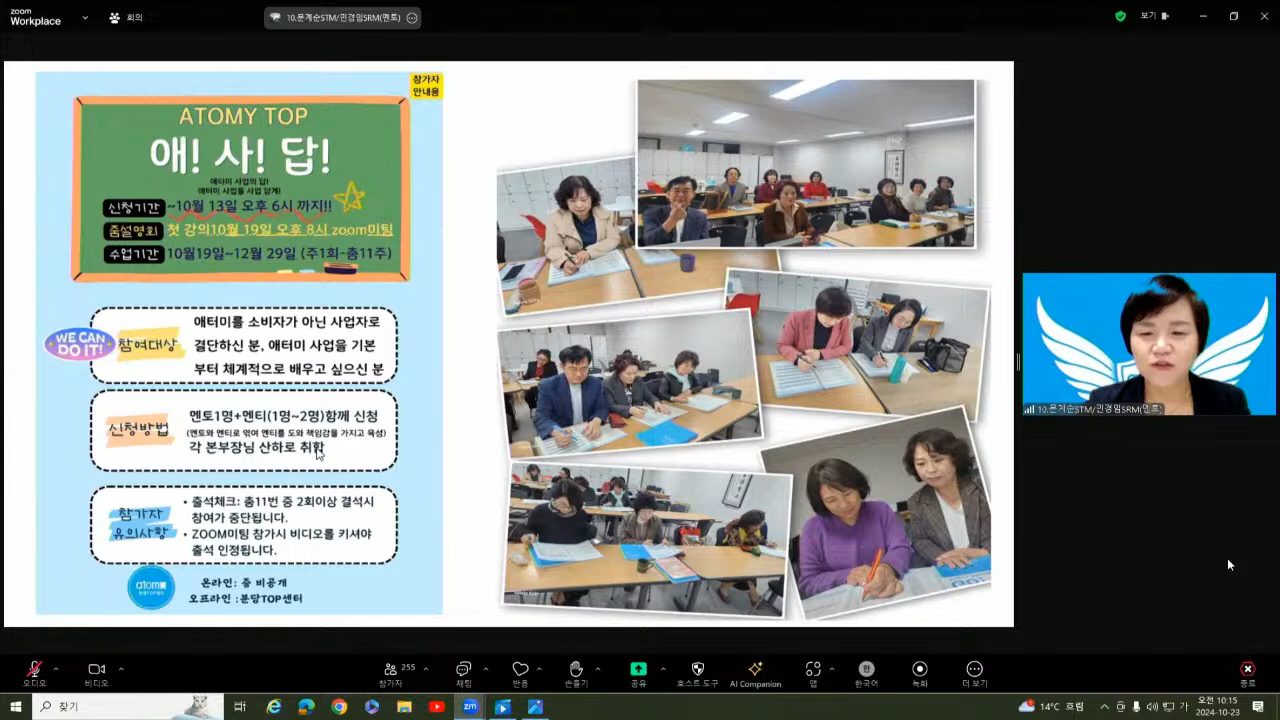 zoom
Workplace
회의
10.문계순STM/민경임SRM(멘토)
보기
참가자
안내용
ATOMY TOP
애! 사! 답!
애터미 사업의 답!
애터미 사업을 사업 답게!
신청기간 ~10월 13일 오후 6시 까지!!
줌설명회 첫 강의10월 19일 오후 8시 zoom미팅
수업기간 10월19일~12월 29일 (주1회-총11주)
WE CAN
DO IT!
참여대상
애터미를 소비자가 아닌 사업자로
결단하신 분, 애터미 사업을 기본
부터 체계적으로 배우고 싶으신 분
신청방법
멘토1명+멘티(1명~2명)함께 신청
(멘토와 멘티로 엮어 멘티를 도와 책임감을 가지고 육성)
각 본부장님 산하로 취합
참가자
유의사항
• 출석체크: 총11번 중 2회이상 결석시
참여가 중단됩니다.
• ZOOM미팅 참가시 비디오를 키셔야
출석 인정됩니다.
atom美
온라인: 줌 비공개
오프라인 :분당TOP센터
10.문계순STM/민경임SRM(멘토)
오디오
비디오
255
참가자
채팅
반응
손들기
공유
호스트 도구
AI Companion
앱
한
한국어
녹화
더 보기
종료
찾기
zm
14°C 흐림
가
오전 10:15
2024-10-23